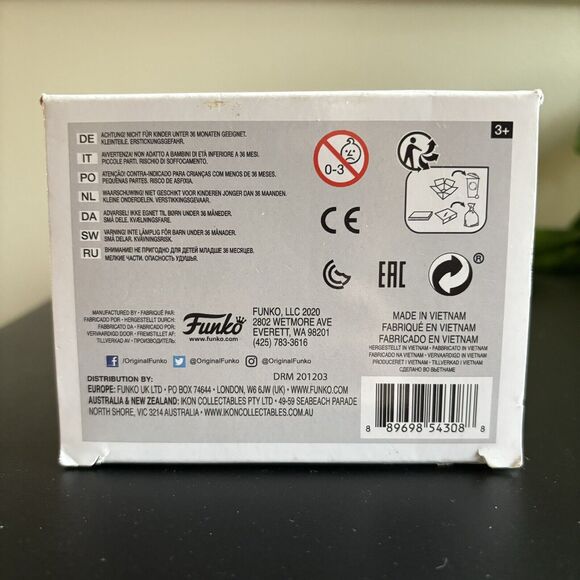 DE ACHTUNG! NICHT FÜR KINDER UNTER 36 MONATEN GEEIGNET.
KLEINTEILE. ERSTICKUNGSGEFAHR.
IT AVVERTENZA! NON ADATTO A BAMBINI DI ETÀ INFERIORE A 36 MESI.
PICCOLE PARTI. RISCHIO DI SOFFOCAMENTO.
PO ATENÇÃO! CONTRA-INDICADO PARA CRIANÇAS COM MENOS DE 36 MESES.
PEQUENAS PARTES. RISCO DE ASFIXIA.
NL WAARSCHUWING! NIET GESCHIKT VOOR KINDEREN JONGER DAN 36 MAANDEN.
KLEINE ONDERDELEN. VERSTIKKINGSGEVAAR.
DA ADVARSEL! IKKE EGNET TIL BØRN UNDER 36 MÅNEDER.
SMÅ DELE. KVÆLNINGSFARE.
SW VARNING! INTE LÄMPLIG FÖR BARN UNDER 36 MÅNADER.
SMÅ DELAR. KVÄVNINGSRISK.
RU ВНИМАНИЕ! НЕ ПРИГОДНО ДЛЯ ДЕТЕЙ МЛАДШЕ 36 МЕСЯЦЕВ.
МЕЛКИЕ ЧАСТИ. ОПАСНОСТЬ УДУШЬЯ.
0-3
3+
CE
EAC
®
MANUFACTURED BY • FABRIQUÉ PAR:
FABRICADO POR • HERGESTELLT DURCH:
FABBRICATO DA • FABRICADO POR:
VERVAARDIGD DOOR • FREMSTILLET AF:
TILLVERKAD AV • ПРОИЗВОДИТЕЛЬ:
Funko
www.funko.com
FUNKO, LLC 2020
2802 WETMORE AVE
EVERETT, WA 98201
(425) 783-3616
MADE IN VIETNAM
FABRIQUÉ EN VIETNAM
FABRICADO EN VIETNAM
HERGESTELLT IN VIETNAM • FABBRICATO IN VIETNAM
FABRICADO NA VIETNAM • VERVAARDIGD IN VIETNAM
PRODUCERET I VIETNAM • TILLVERKAD I VIETNAM
СДЕЛАНО ВО ВЬЕТНАМЕ
f /OriginalFunko @OriginalFunko @OriginalFunko
DISTRIBUTION BY: DRM 201203
EUROPE: FUNKO UK LTD • PO BOX 74644 • LONDON, W6 6JW (UK) • WWW.FUNKO.COM
AUSTRALIA & NEW ZEALAND: IKON COLLECTABLES PTY LTD • 49-59 SEABEACH PARADE
NORTH SHORE, VIC 3214 AUSTRALIA • WWW.IKONCOLLECTABLES.COM.AU
8 89698 54308 8